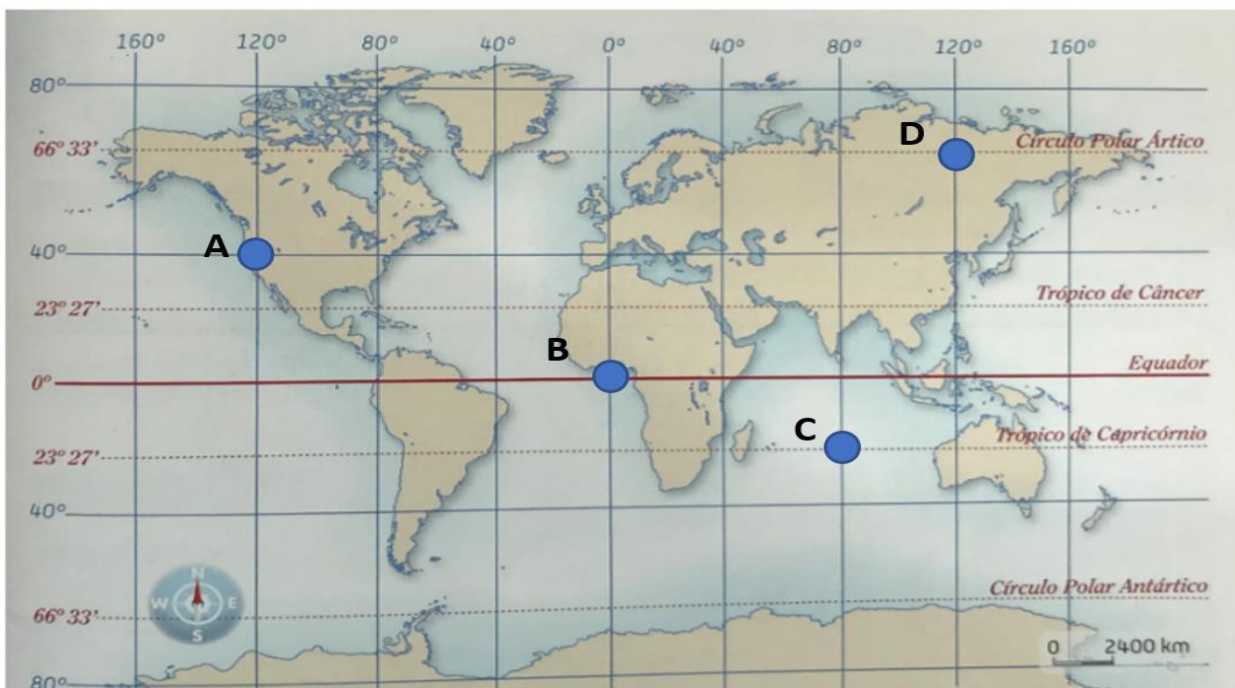 160° 120° 80° 40° 0° 40° 80° 120° 160°
80°
D
66° 33' Círculo Polar Ártico
A
40°
23° 27' Trópico de Câncer
B
Equador
0°
C
Trópico de Capricórnio
23° 27'
40°
N
W E
S
Círculo Polar Antártico
66° 33'
0 2400 km
80°